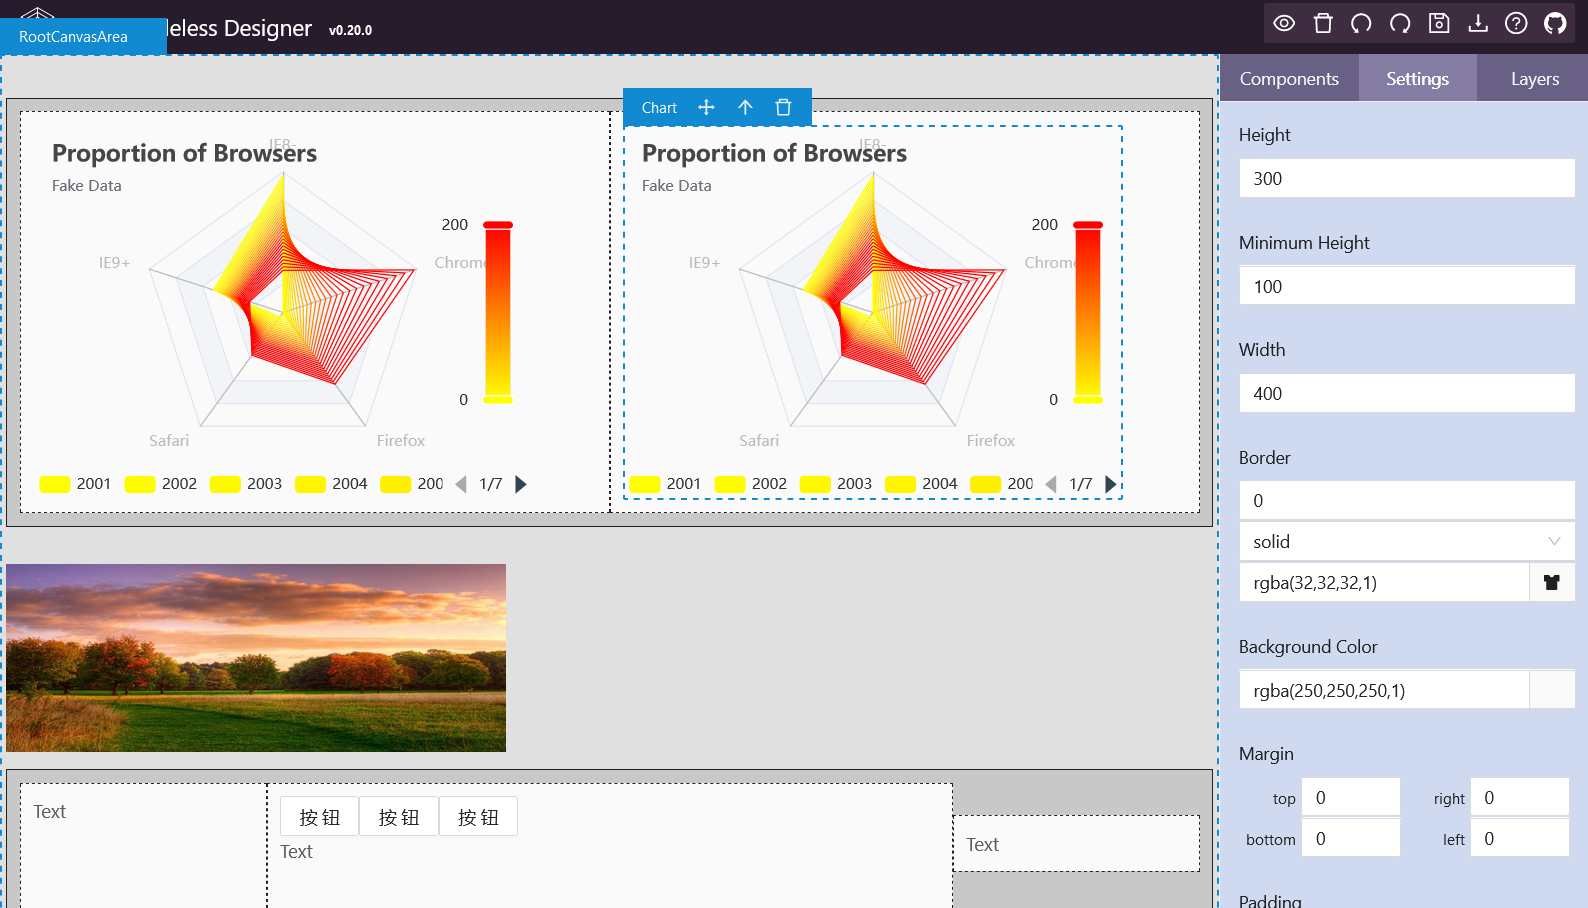 RootCanvasArea
eless Designer v0.20.0
Components Settings Layers
Chart
Proportion of Browsers
Fake Data
IE8-
IE9+
Chrome
Safari
Firefox
200
0
2001 2002 2003 2004 200 1/7
Proportion of Browsers
Fake Data
IE8-
IE9+
Chrome
Safari
Firefox
200
0
2001 2002 2003 2004 200 1/7
Text
按 钮 按 钮 按 钮
Text
Text
Height
300
Minimum Height
100
Width
400
Border
0
solid
rgba(32,32,32,1)
Background Color
rgba(250,250,250,1)
Margin
top 0 right 0
bottom 0 left 0
Padding